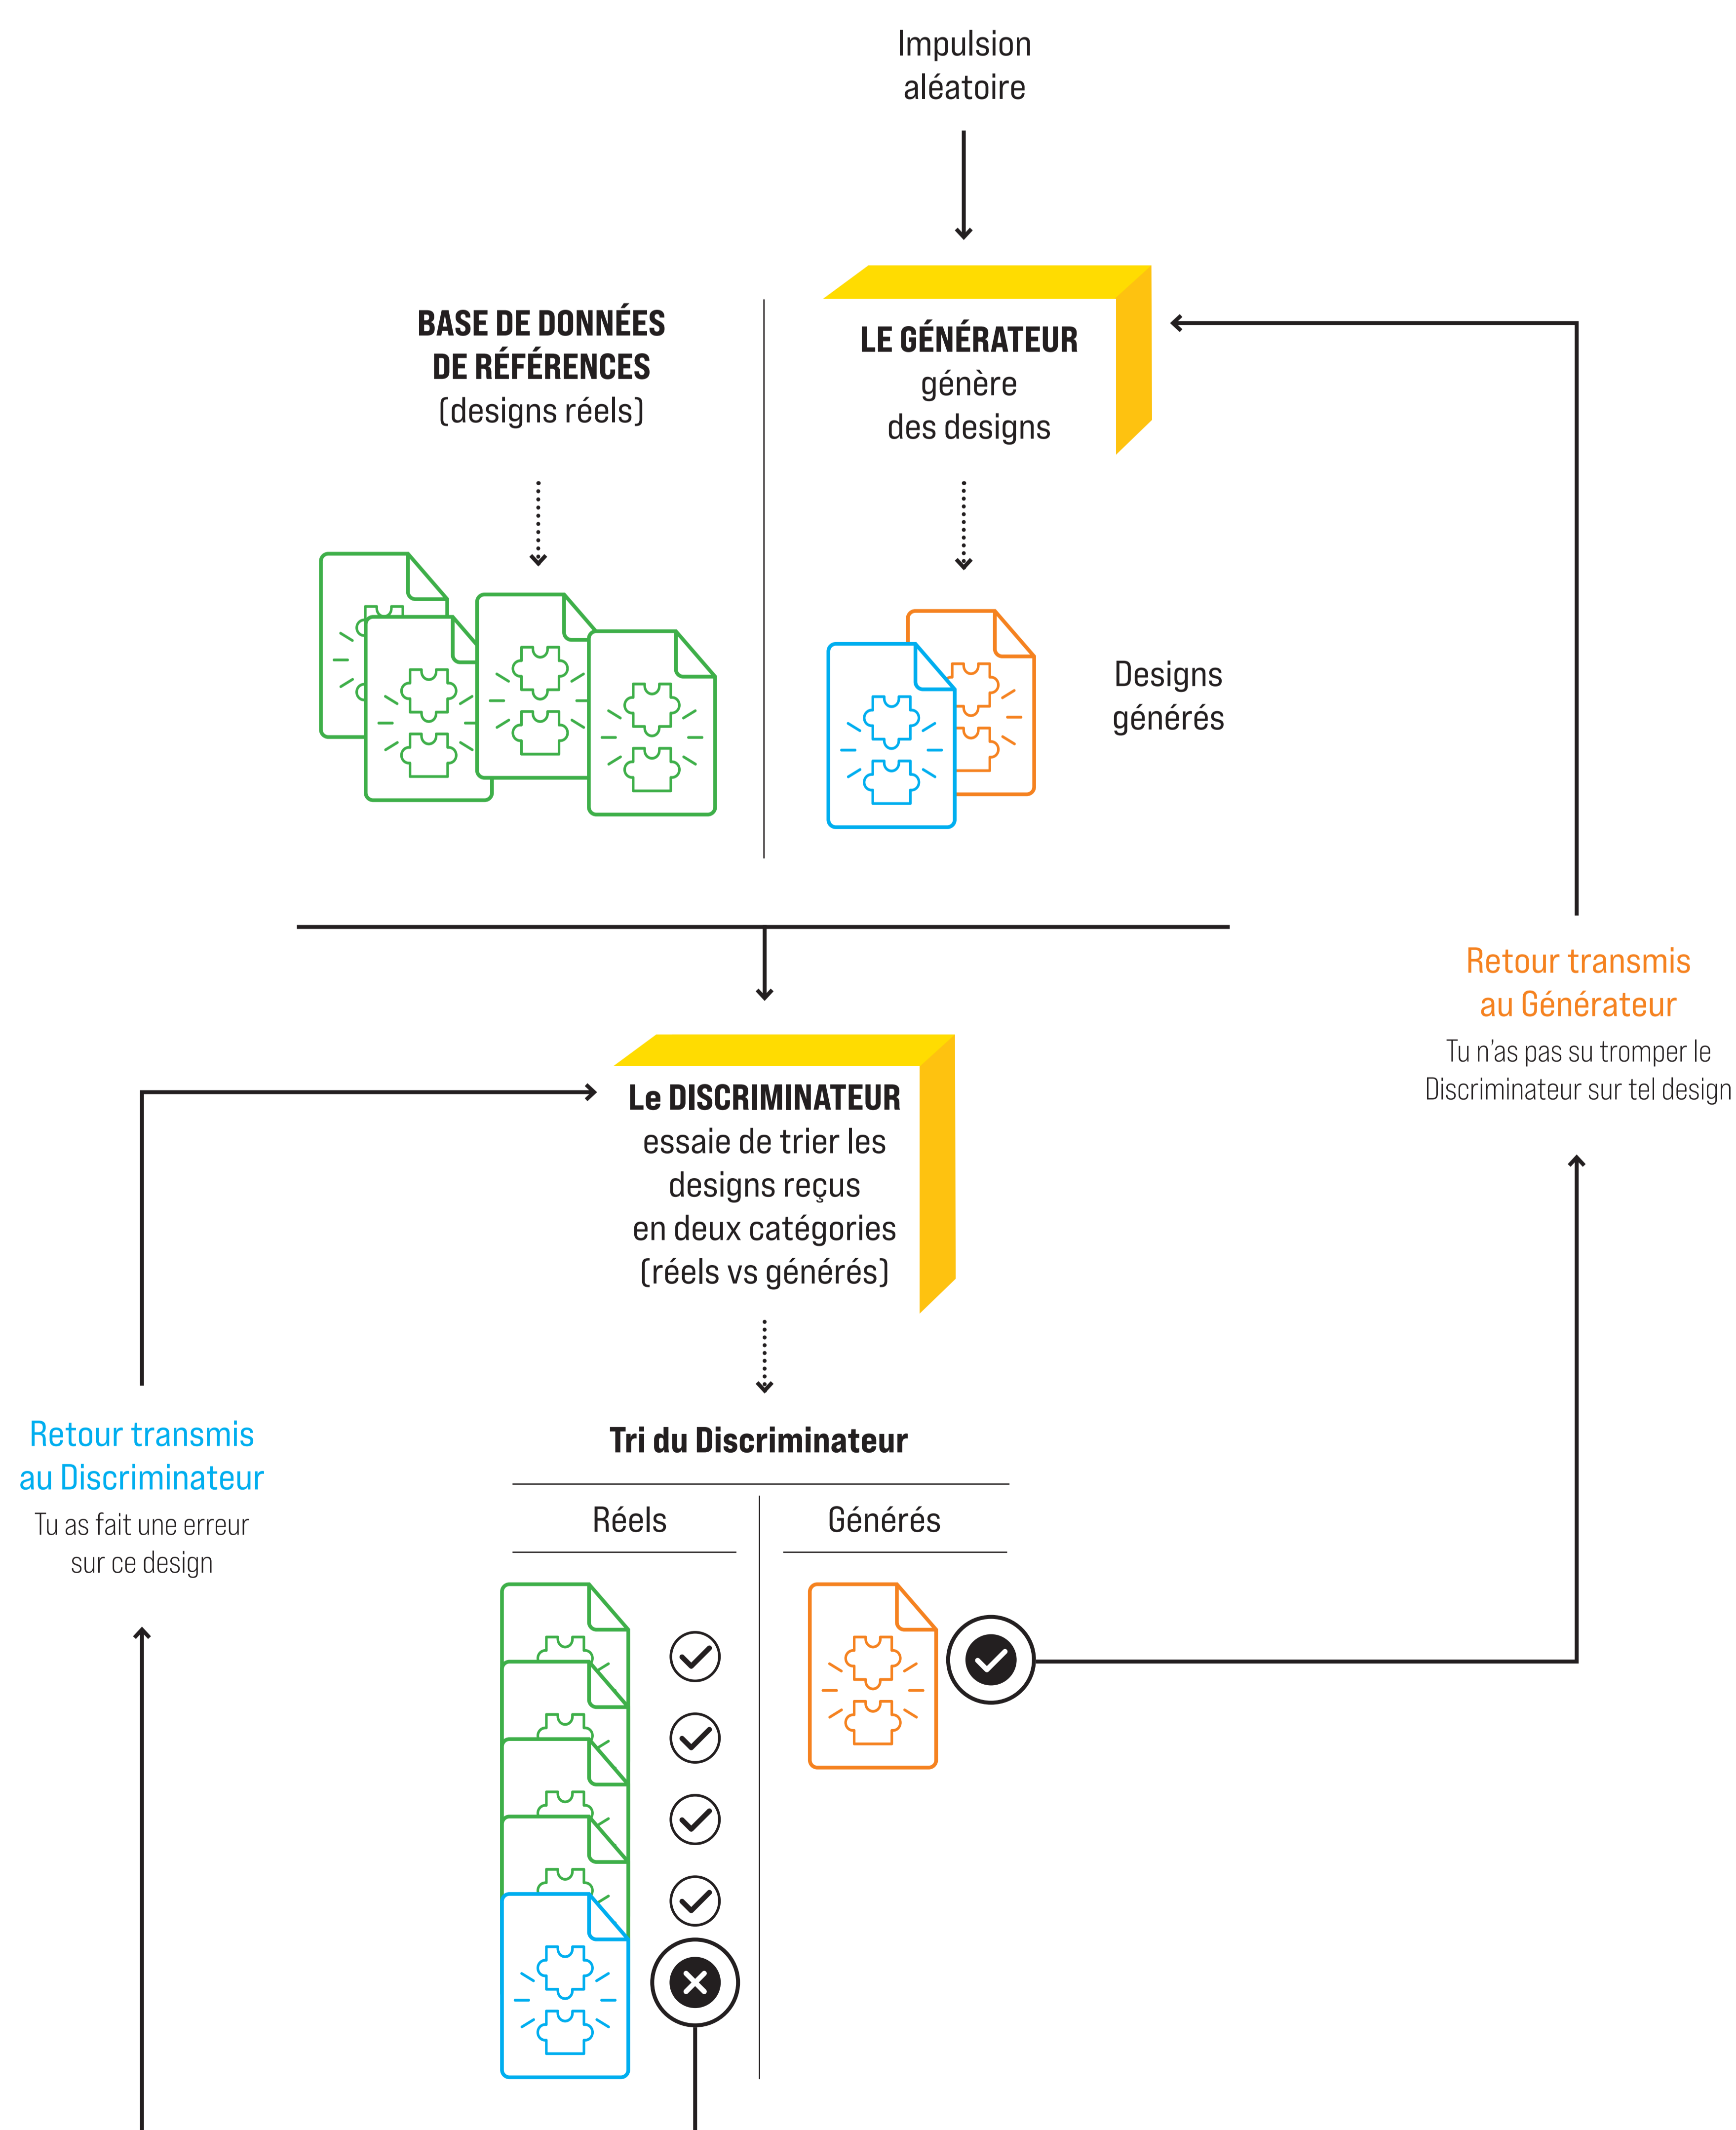 Impulsion
aléatoire
BASE DE DONNÉES
DE RÉFÉRENCES
(designs réels)
LE GÉNÉRATEUR
génère
des designs
Designs
générés
Retour transmis
au Générateur
Tu n’as pas su tromper le
Discriminateur sur tel design
Le DISCRIMINATEUR
essaie de trier les
designs reçus
en deux catégories
(réels vs générés)
Retour transmis
au Discriminateur
Tu as fait une erreur
sur ce design
Tri du Discriminateur
Réels
Générés